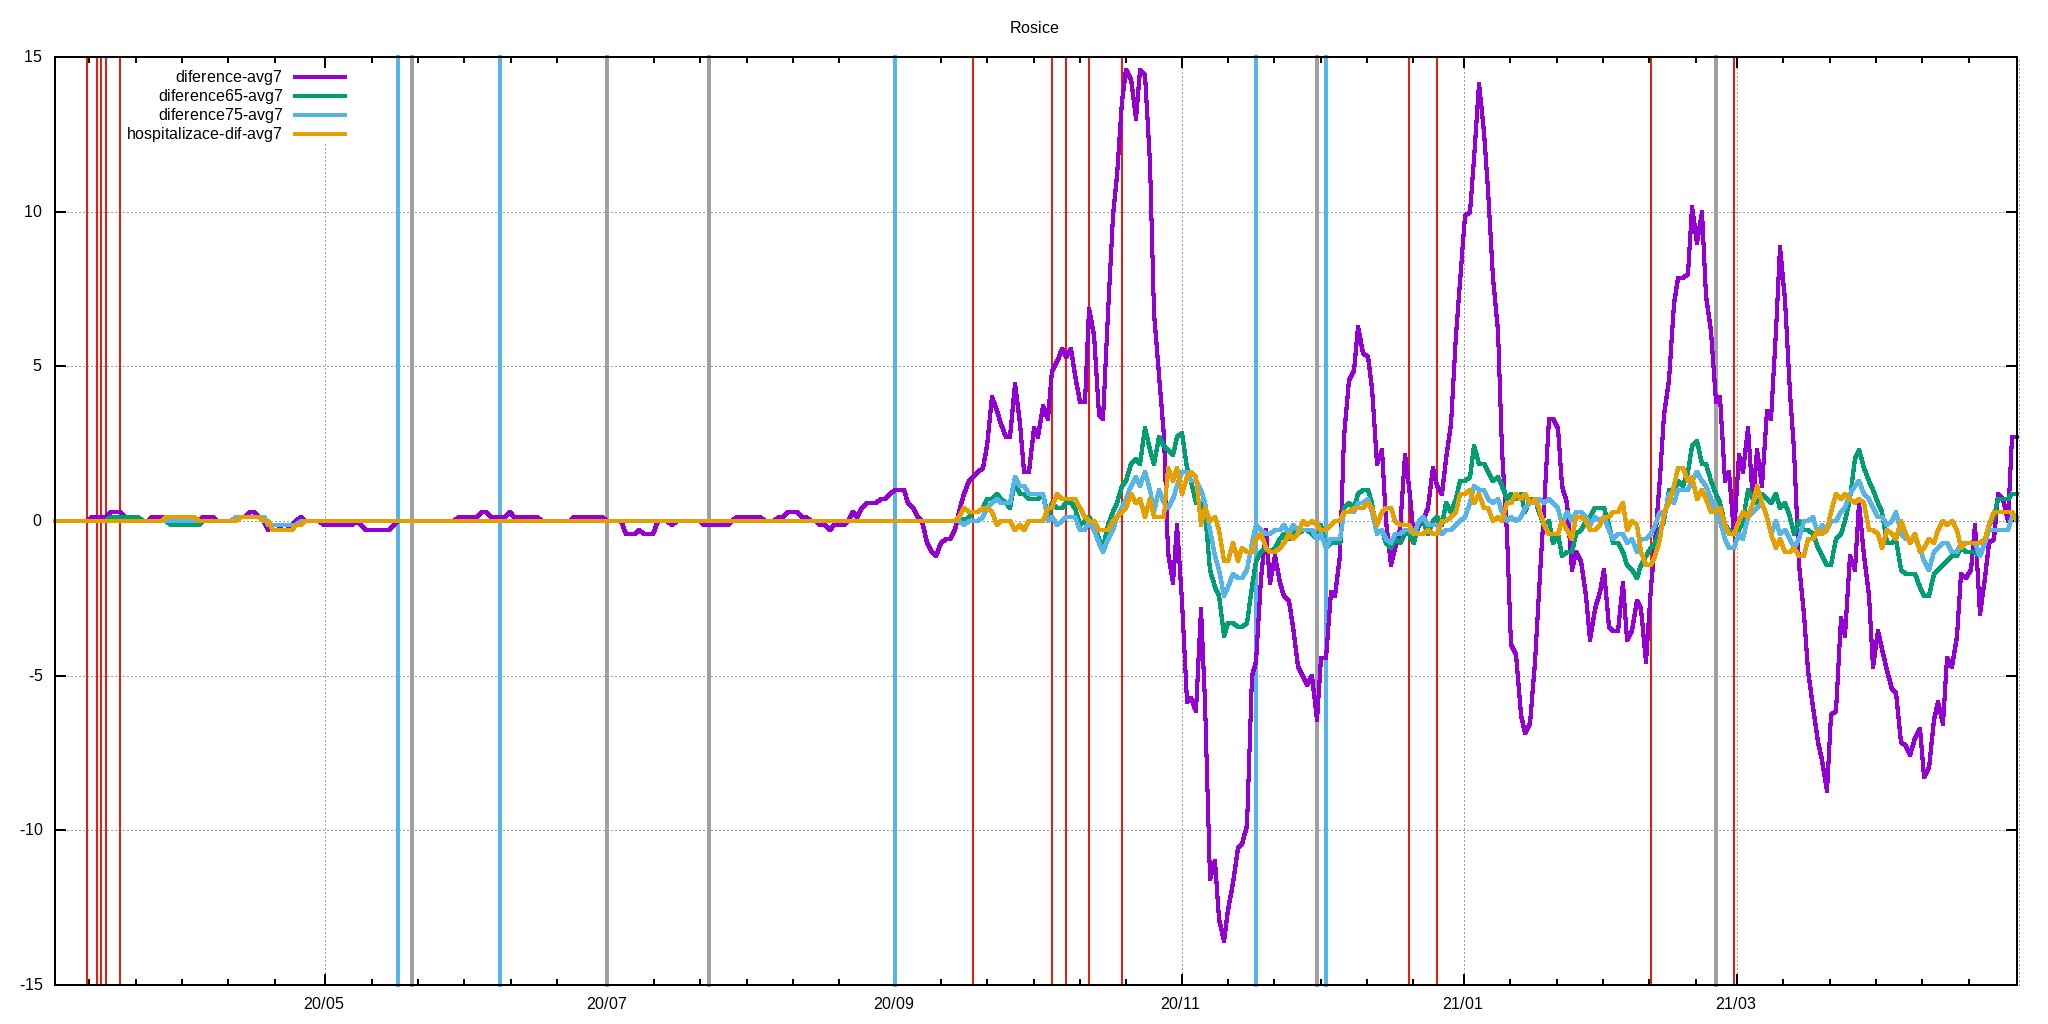 Rosice
diference-avg7
diference65-avg7
diference75-avg7
hospitalizace-dif-avg7
15
10
5
0
-5
-10
-15
20/05 20/07 20/09 20/11 21/01 21/03